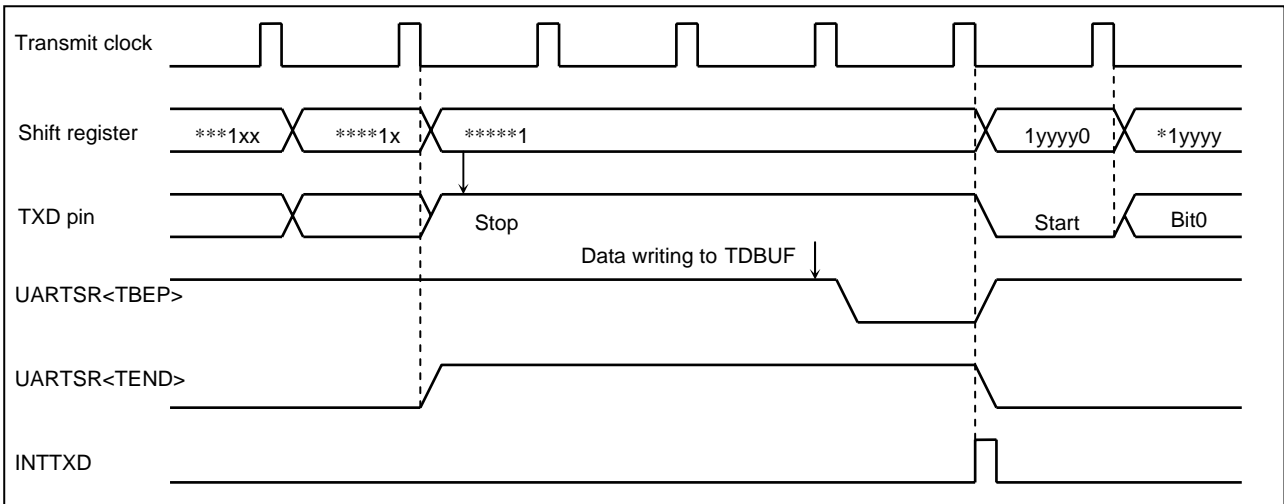 Transmit clock
Shift register ***1xx ****1x *****1 1yyyy0 *1yyyy
TXD pin Stop Start Bit0
Data writing to TDBUF
UARTSR<TBEP>
UARTSR<TEND>
INTTXD